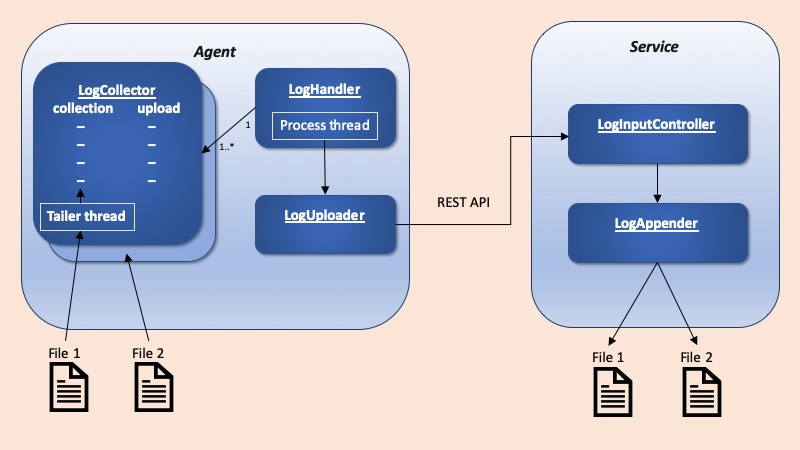 Agent
LogCollector
collection upload
– –
– –
– –
– –
Tailer thread
LogHandler
Process thread
1
1..*
LogUploader
REST API
Service
LogInputController
LogAppender
File 1
File 2
File 1
File 2